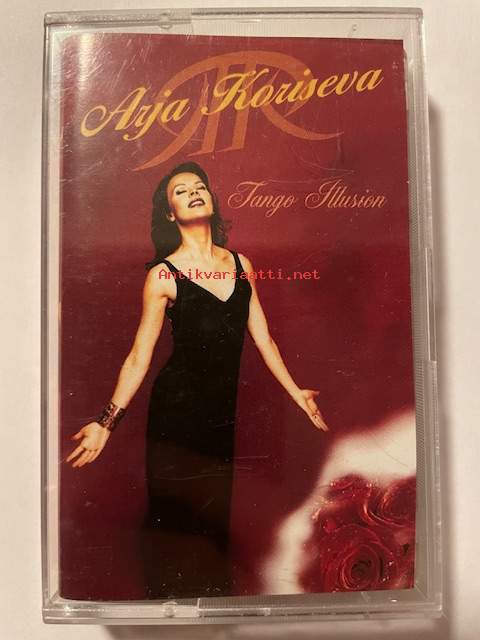 Arja Koriseva
Tango Illusion
Antikvariaatti.net